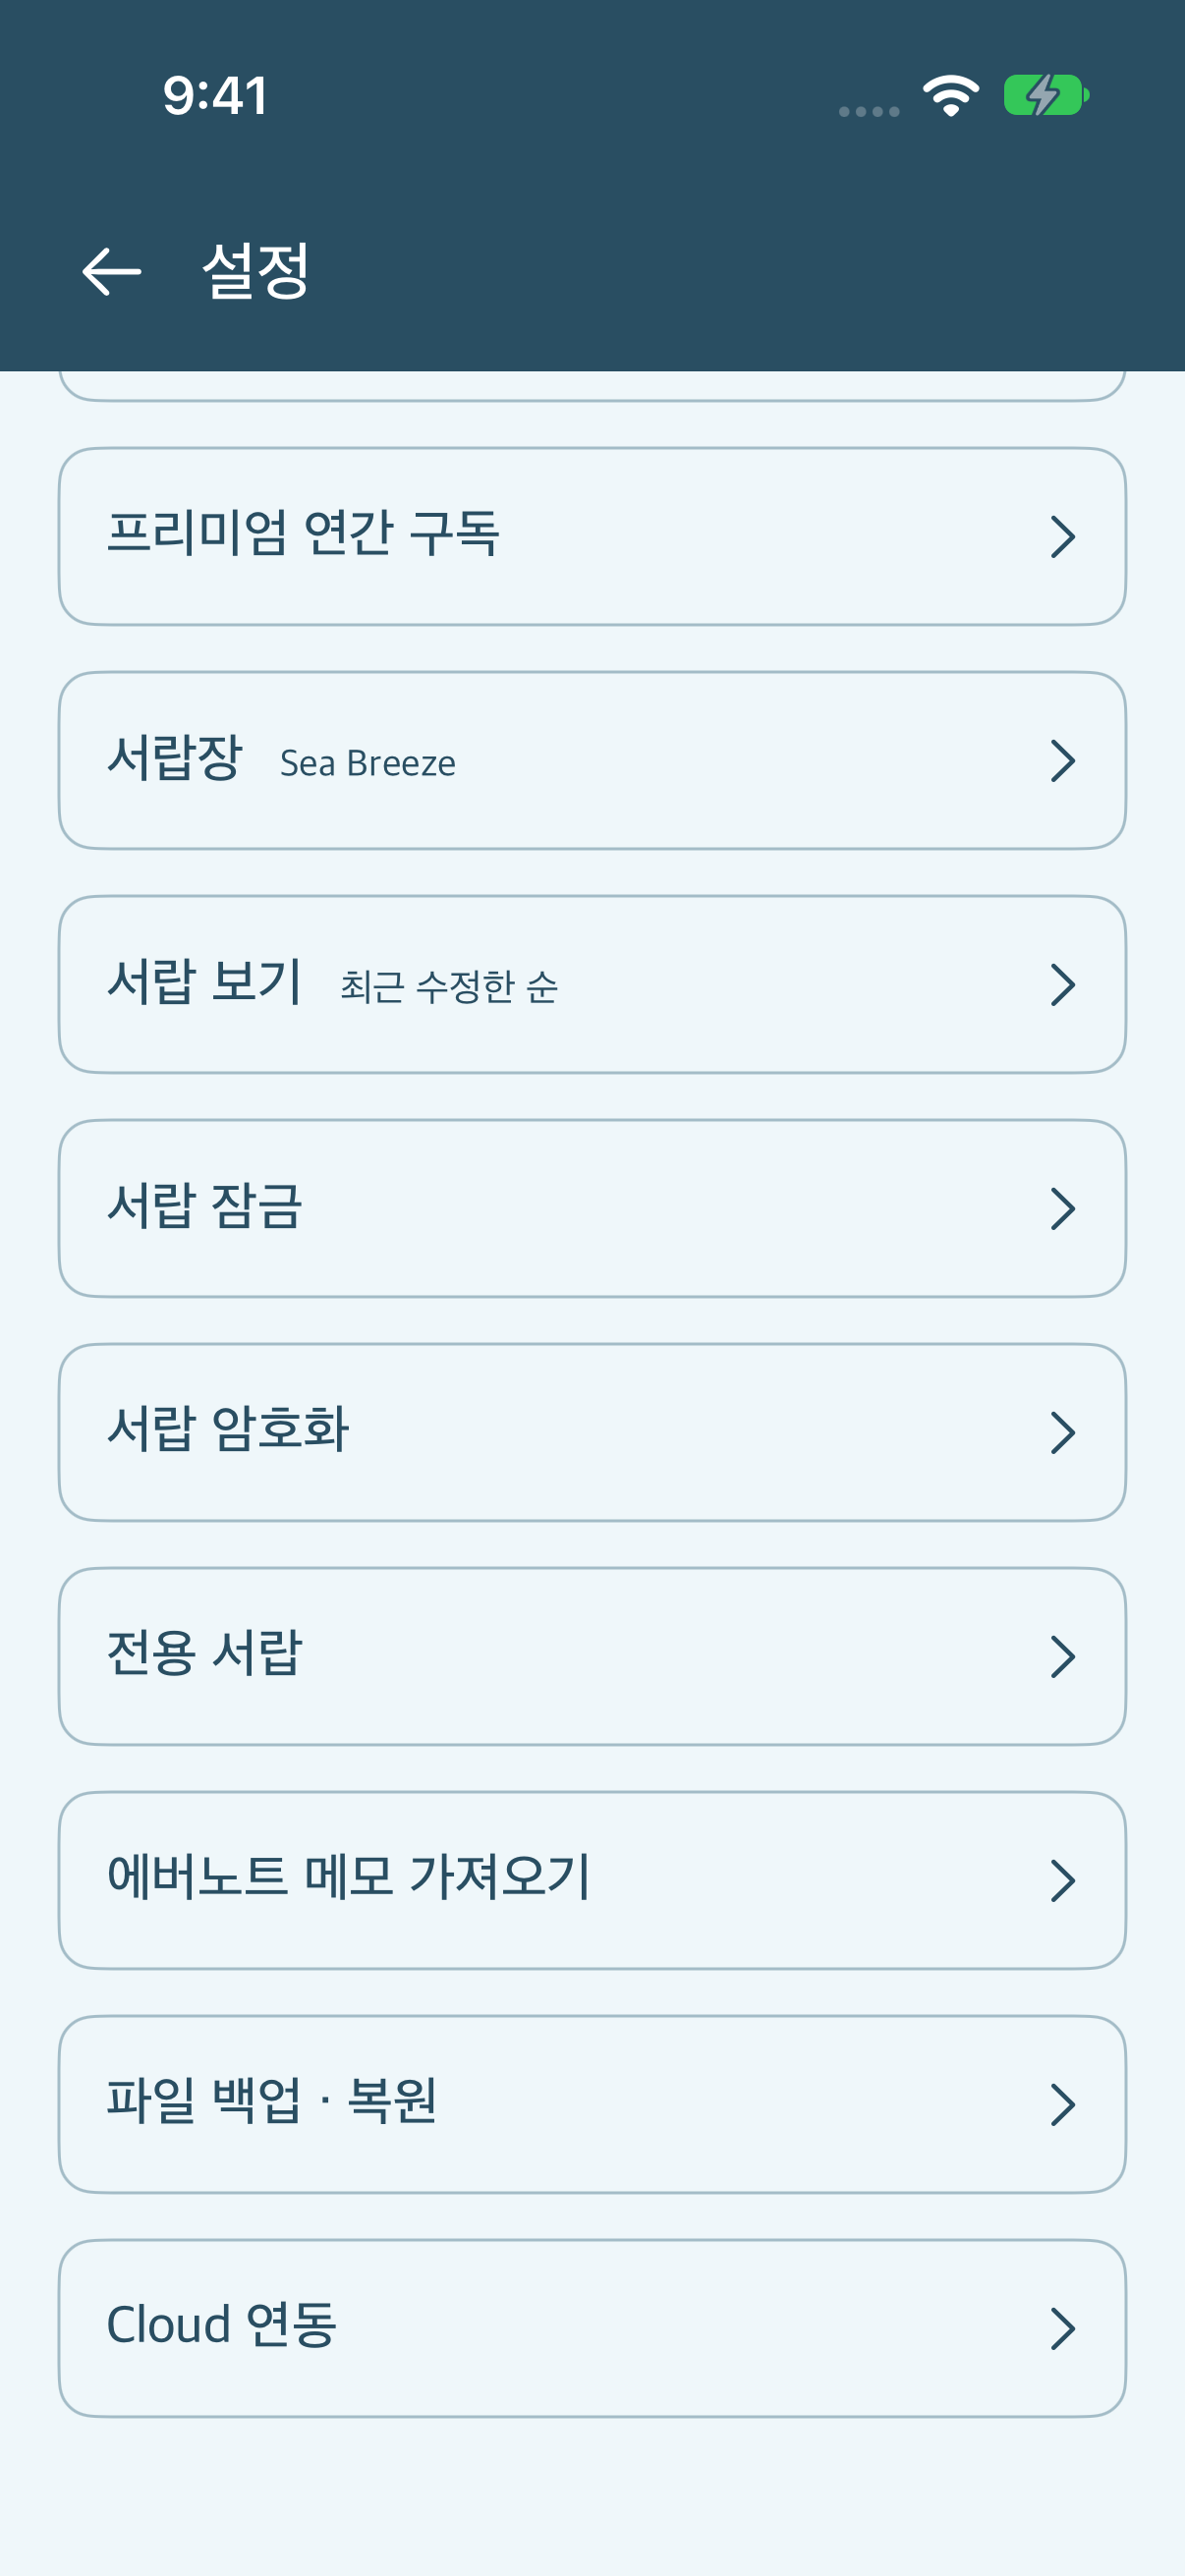 9:41
설정
프리미엄 연간 구독
서랍장 Sea Breeze
서랍 보기 최근 수정한 순
서랍 잠금
서랍 암호화
전용 서랍
에버노트 메모 가져오기
파일 백업 · 복원
Cloud 연동